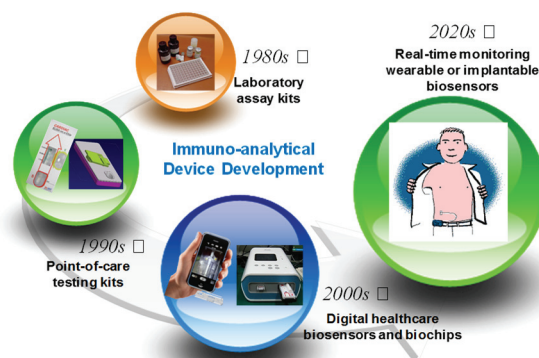 1980s □
Laboratory
assay kits
2020s □
Real-time monitoring
wearable or implantable
biosensors
Immuno-analytical
Device Development
1990s □
Point-of-care
testing kits
2000s □
Digital healthcare
biosensors and biochips